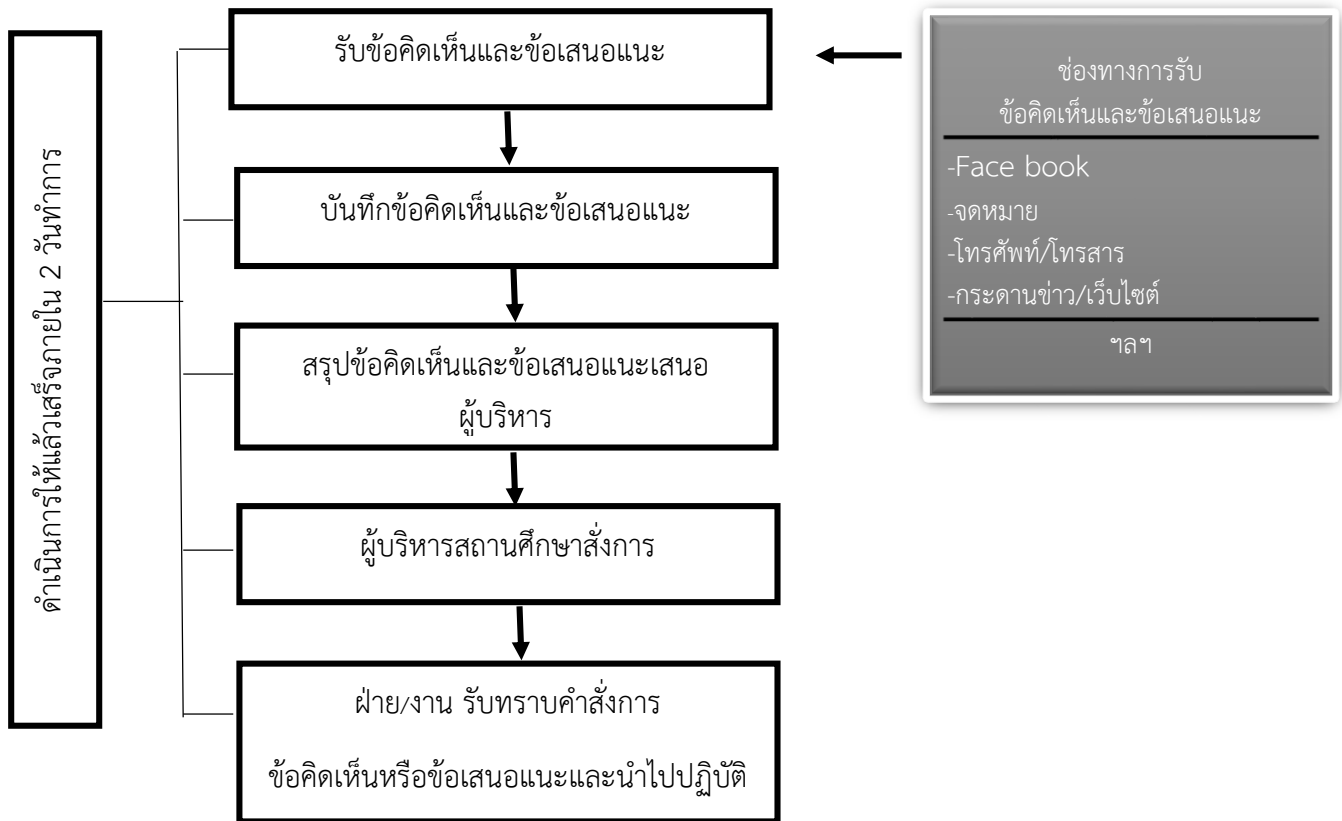 ดำเนินการให้แล้วเสร็จภายใน 2 วันทำการ
รับข้อคิดเห็นและข้อเสนอแนะ
บันทึกข้อคิดเห็นและข้อเสนอแนะ
สรุปข้อคิดเห็นและข้อเสนอแนะเสนอ
ผู้บริหาร
ผู้บริหารสถานศึกษาสั่งการ
ฝ่าย/งาน รับทราบคำสั่งการ
ข้อคิดเห็นหรือข้อเสนอแนะและนำไปปฏิบัติ
ช่องทางการรับ
ข้อคิดเห็นและข้อเสนอแนะ
-Face book
-จดหมาย
-โทรศัพท์/โทรสาร
-กระดานข่าว/เว็บไซต์
ฯลฯ